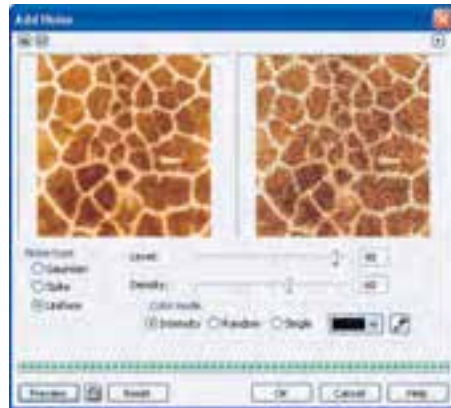 Add Noise
Noise type
Gaussian
Spike
Uniform
Level:
Density:
Color mode
Intensity
Random
Single
Preview
Reset
OK
Cancel
Help